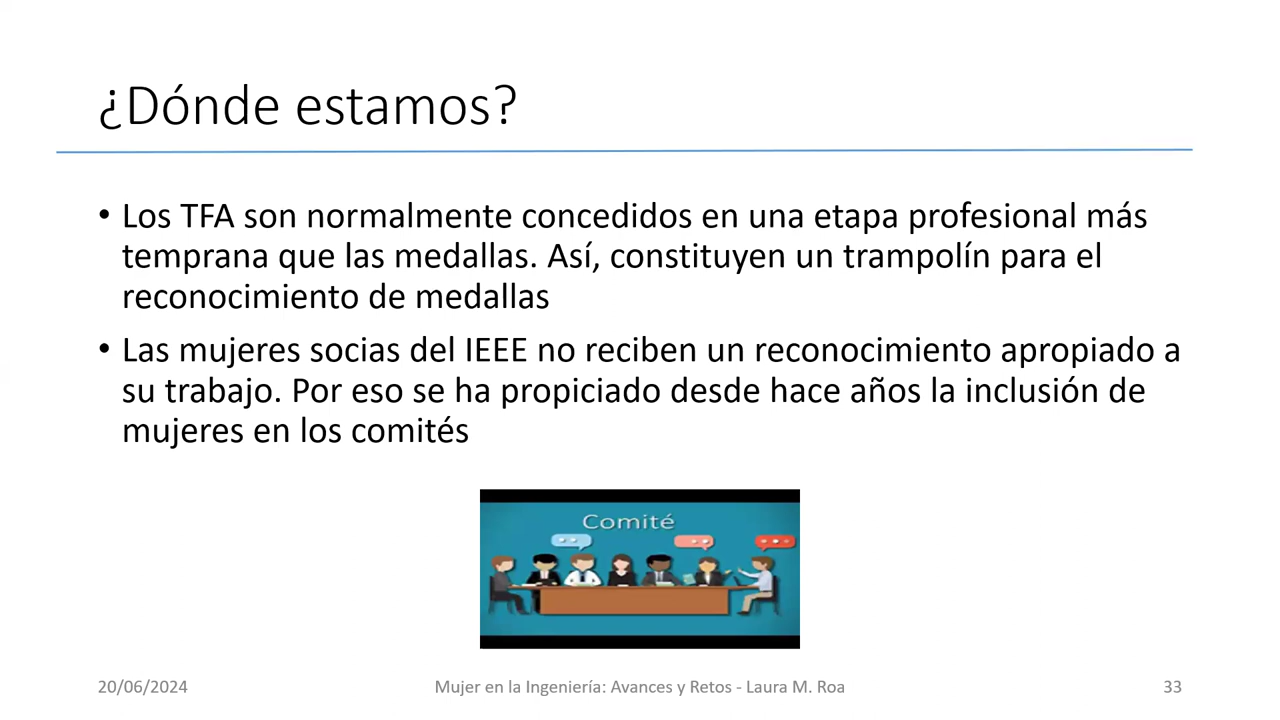 ¿Dónde estamos?
• Los TFA son normalmente concedidos en una etapa profesional más
temprana que las medallas. Así, constituyen un trampolín para el
reconocimiento de medallas
• Las mujeres socias del IEEE no reciben un reconocimiento apropiado a
su trabajo. Por eso se ha propiciado desde hace años la inclusión de
mujeres en los comités
Comité
20/06/2024
Mujer en la Ingeniería: Avances y Retos - Laura M. Roa
33